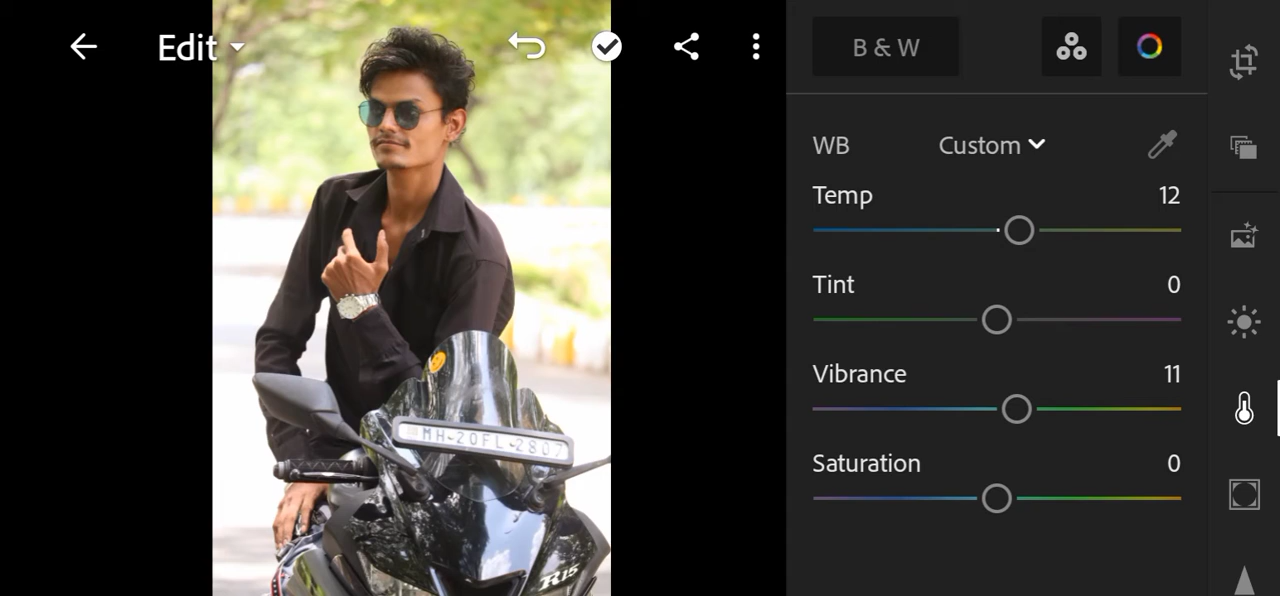 Edit
B & W
WB Custom
Temp 12
Tint 0
Vibrance 11
Saturation 0
MH-20FL-2807
R15